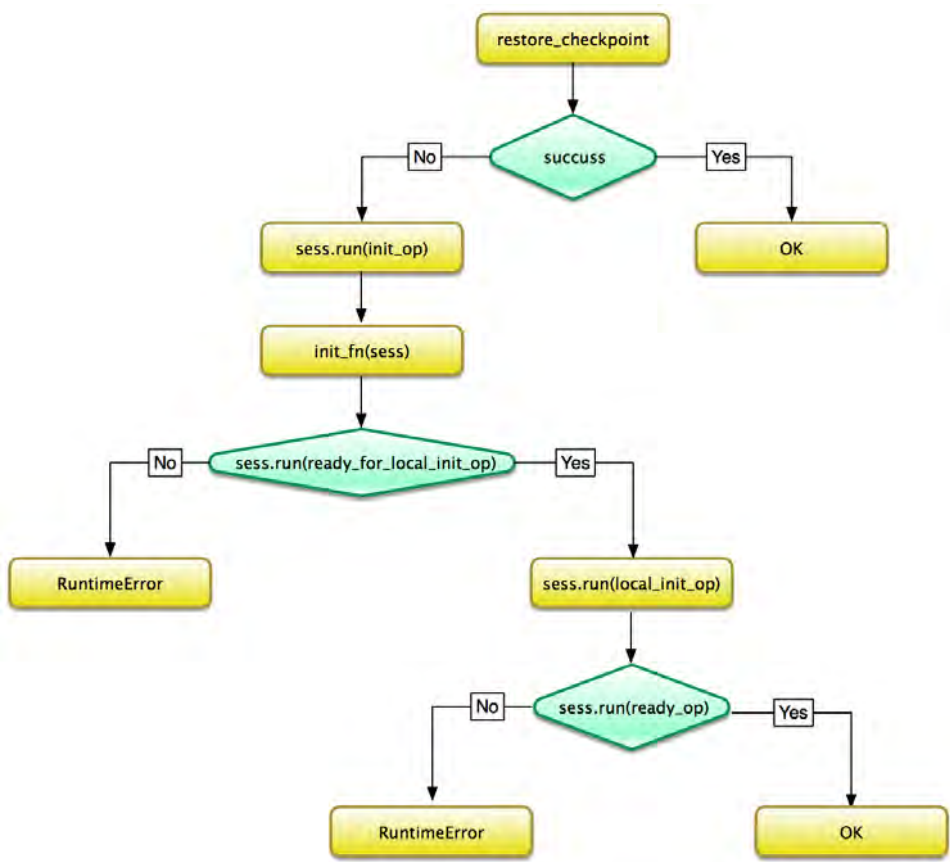 restore_checkpoint
succuss
No
Yes
sess.run(init_op)
OK
init_fn(sess)
sess.run(ready_for_local_init_op)
No
Yes
RuntimeError
sess.run(local_init_op)
sess.run(ready_op)
No
Yes
RuntimeError
OK